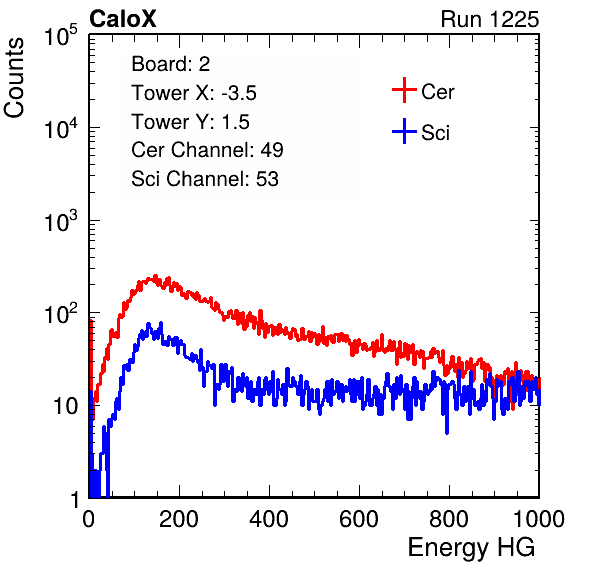 CaloX Run 1225
Counts
10^5
Board: 2
Tower X: -3.5
Tower Y: 1.5
Cer Channel: 49
Sci Channel: 53
Cer
Sci
10^4
10^3
10^2
10
1
0 200 400 600 800 1000
Energy HG